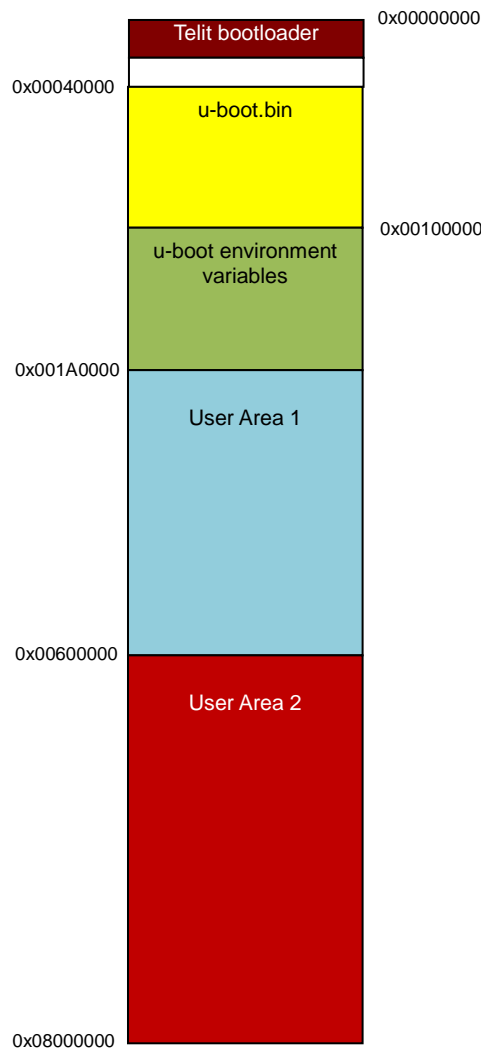 0x00000000
Telit bootloader
0x00040000
u-boot.bin
0x00100000
u-boot environment
variables
0x001A0000
User Area 1
0x00600000
User Area 2
0x08000000